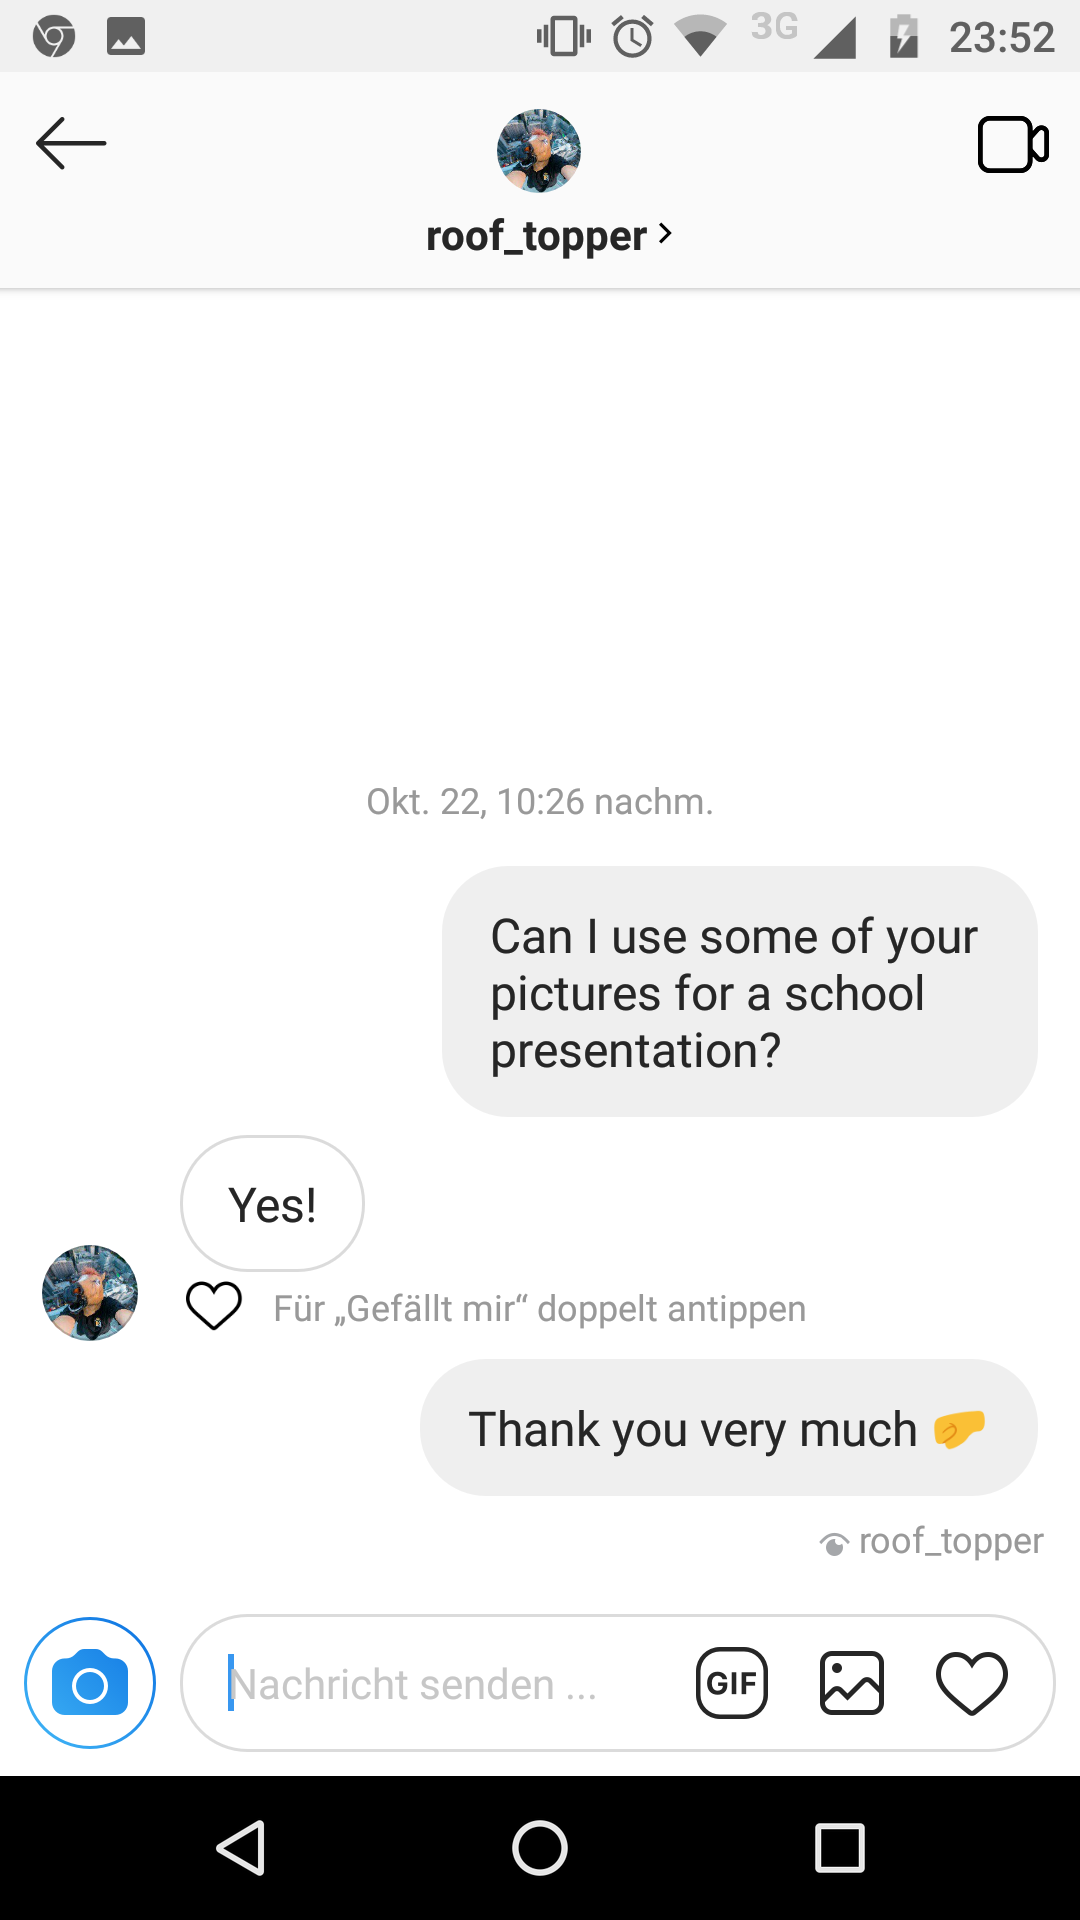 3G 23:52
roof_topper
Okt. 22, 10:26 nachm.
Can I use some of your
pictures for a school
presentation?
Yes!
Für „Gefällt mir“ doppelt antippen
Thank you very much 🤛
roof_topper
Nachricht senden ...
GIF